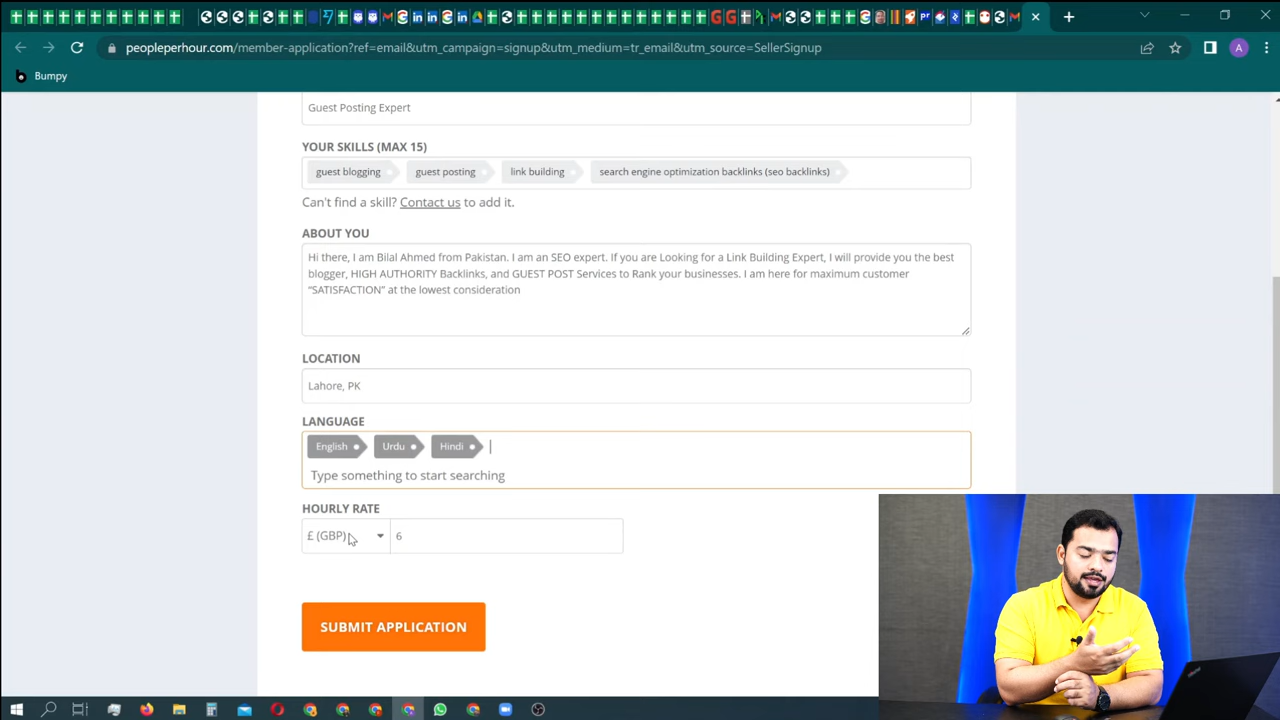 peopleperhour.com/member-application?ref=email&utm_campaign=signup&utm_medium=tr_email&utm_source=SellerSignup
A
Bumpy
Guest Posting Expert
YOUR SKILLS (MAX 15)
guest blogging guest posting link building search engine optimization backlinks (seo backlinks)
Can't find a skill? Contact us to add it.
ABOUT YOU
Hi there, I am Bilal Ahmed from Pakistan. I am an SEO expert. If you are Looking for a Link Building Expert, I will provide you the best
blogger, HIGH AUTHORITY Backlinks, and GUEST POST Services to Rank your businesses. I am here for maximum customer
"SATISFACTION" at the lowest consideration
LOCATION
Lahore, PK
LANGUAGE
English Urdu Hindi
Type something to start searching
HOURLY RATE
£ (GBP) 6
SUBMIT APPLICATION